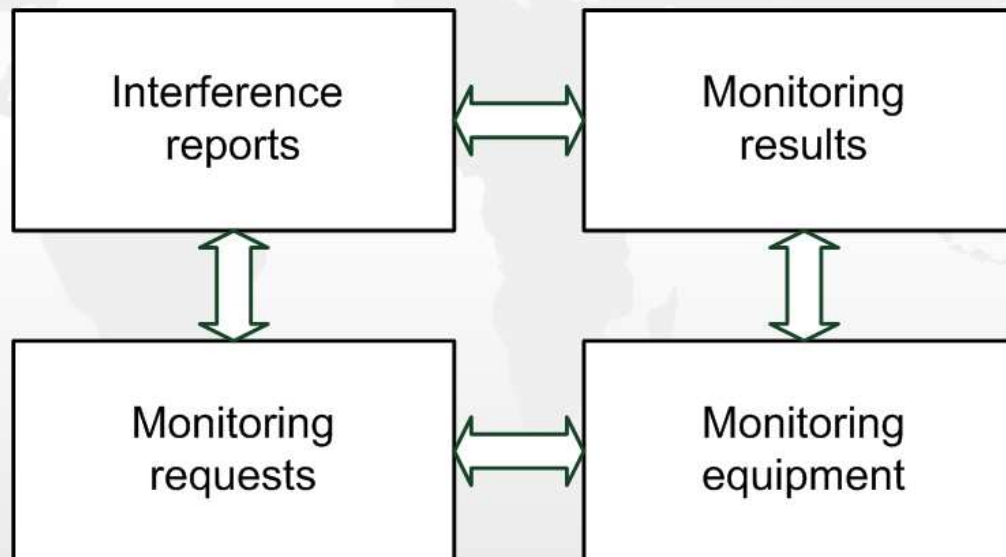 Interference
reports
Monitoring
results
Monitoring
requests
Monitoring
equipment